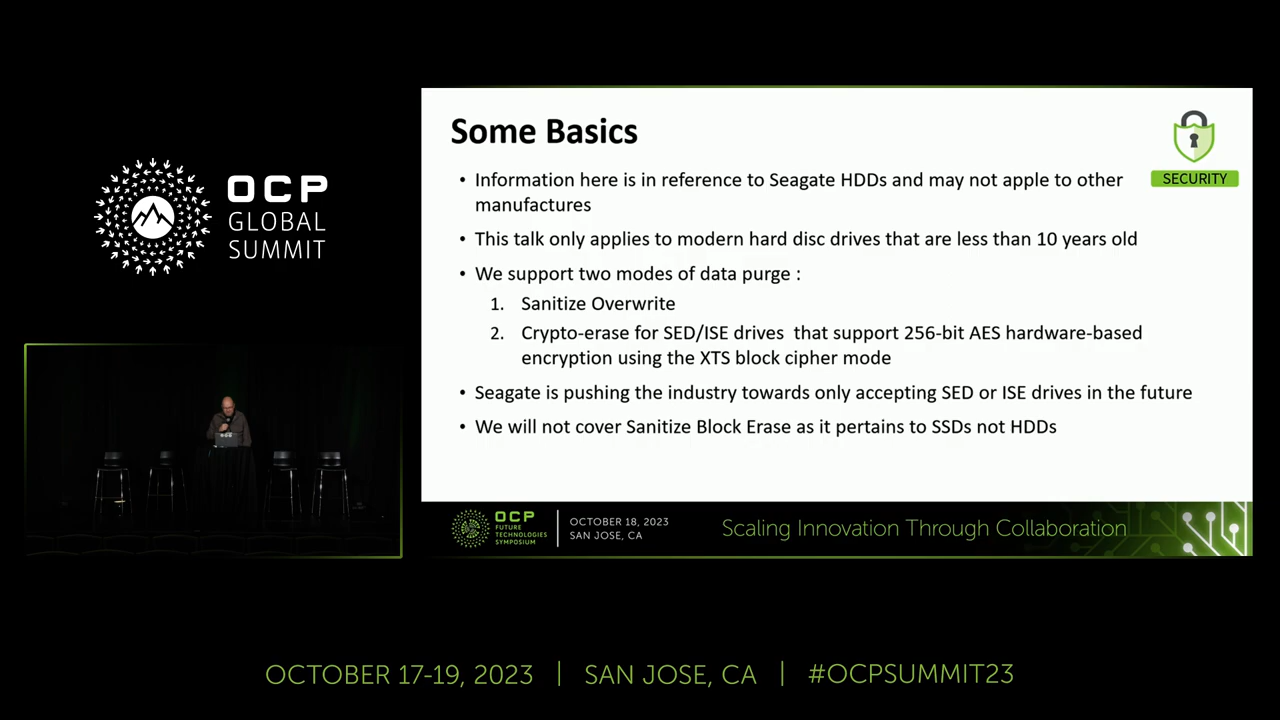 OCP
GLOBAL
SUMMIT
Some Basics
SECURITY
• Information here is in reference to Seagate HDDs and may not apple to other
manufactures
• This talk only applies to modern hard disc drives that are less than 10 years old
• We support two modes of data purge :
1. Sanitize Overwrite
2. Crypto-erase for SED/ISE drives that support 256-bit AES hardware-based
encryption using the XTS block cipher mode
• Seagate is pushing the industry towards only accepting SED or ISE drives in the future
• We will not cover Sanitize Block Erase as it pertains to SSDs not HDDs
OCP
FUTURE
TECHNOLOGIES
SYMPOSIUM
OCTOBER 18, 2023
SAN JOSE, CA
Scaling Innovation Through Collaboration
OCTOBER 17-19, 2023 | SAN JOSE, CA | #OCPSUMMIT23